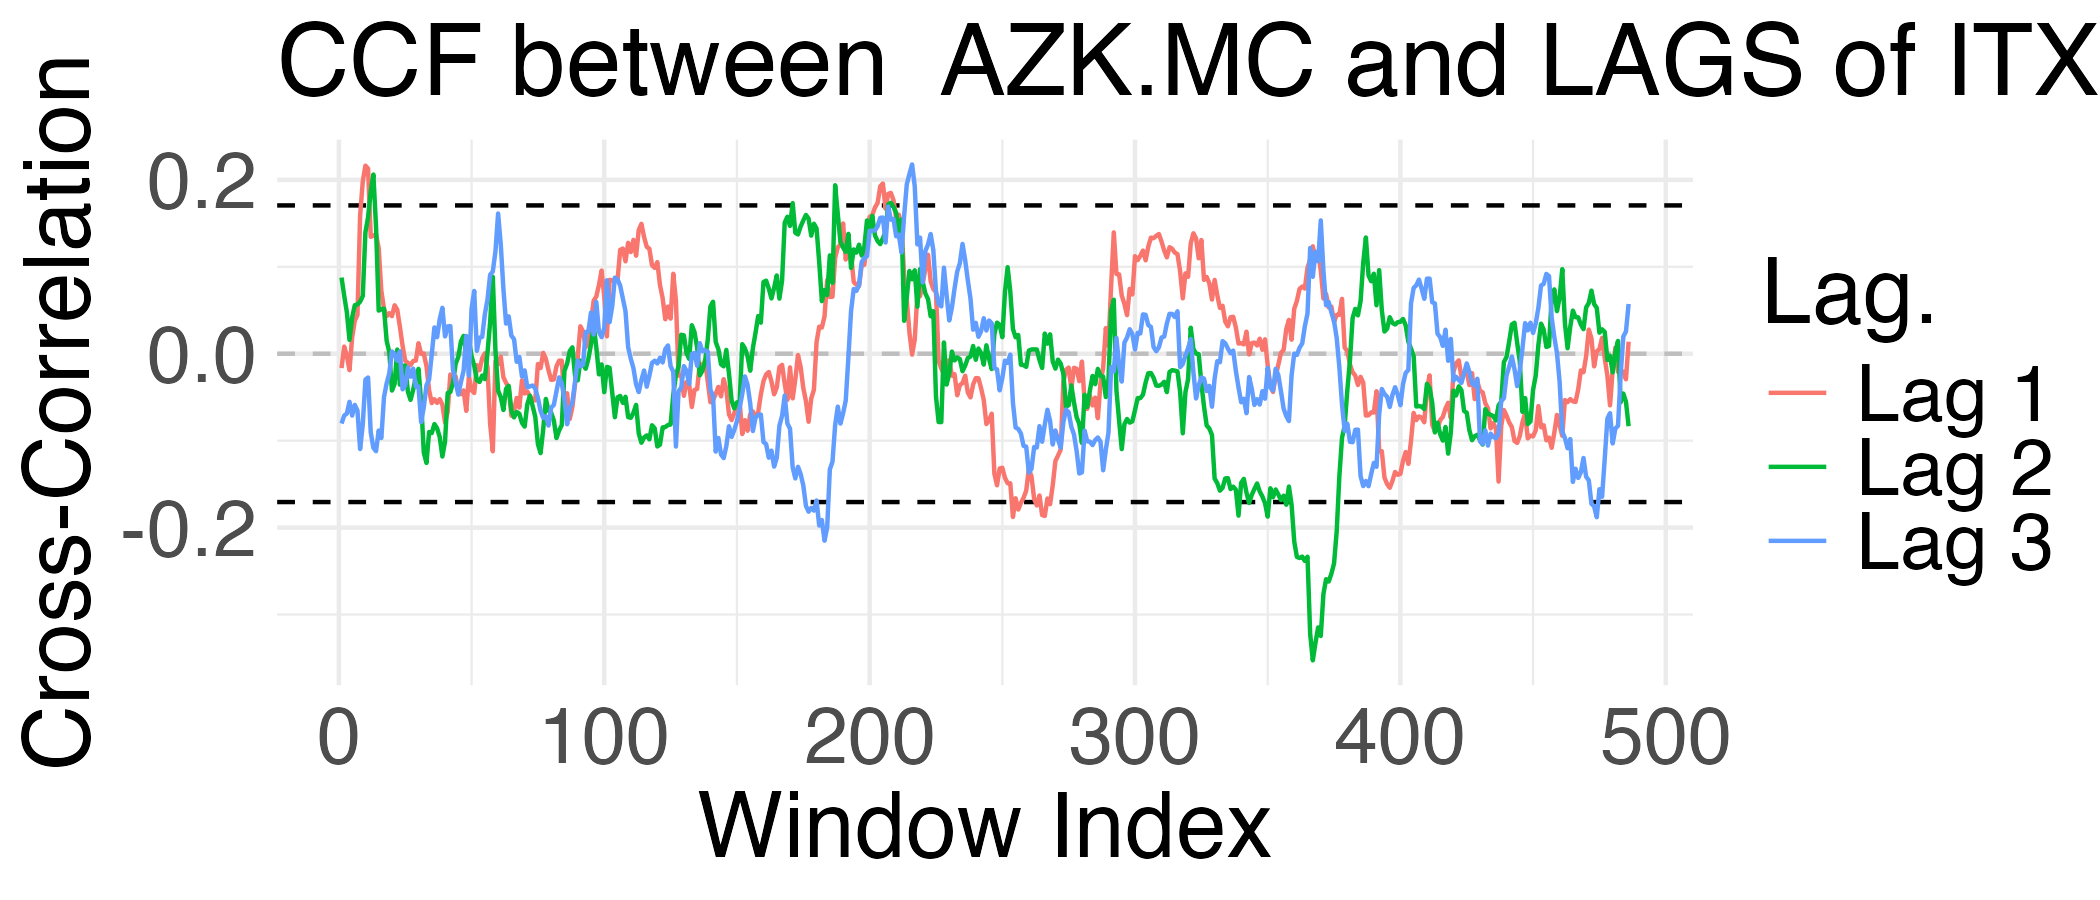 CCF between AZK.MC and LAGS of ITX
Cross-Correlation
0.2
0.0
-0.2
0
100
200
300
400
500
Window Index
Lag.
Lag 1
Lag 2
Lag 3